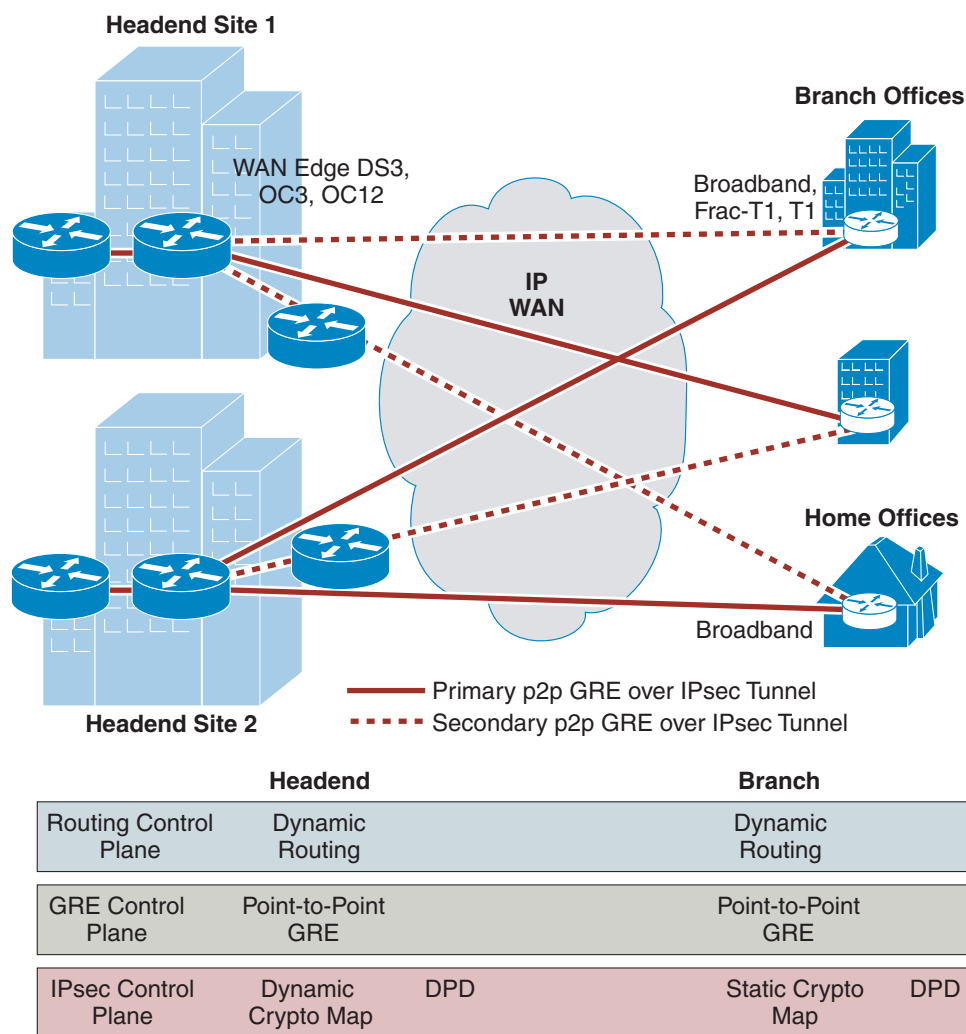 Headend Site 1
Branch Offices
WAN Edge DS3,
OC3, OC12
Broadband,
Frac-T1, T1
IP
WAN
Home Offices
Broadband
Primary p2p GRE over IPsec Tunnel
Headend Site 2
Secondary p2p GRE over IPsec Tunnel
Headend
Branch
Routing Control
Plane
Dynamic
Routing
Dynamic
Routing
GRE Control
Plane
Point-to-Point
GRE
Point-to-Point
GRE
IPsec Control
Plane
Dynamic
Crypto Map
DPD
Static Crypto
Map
DPD